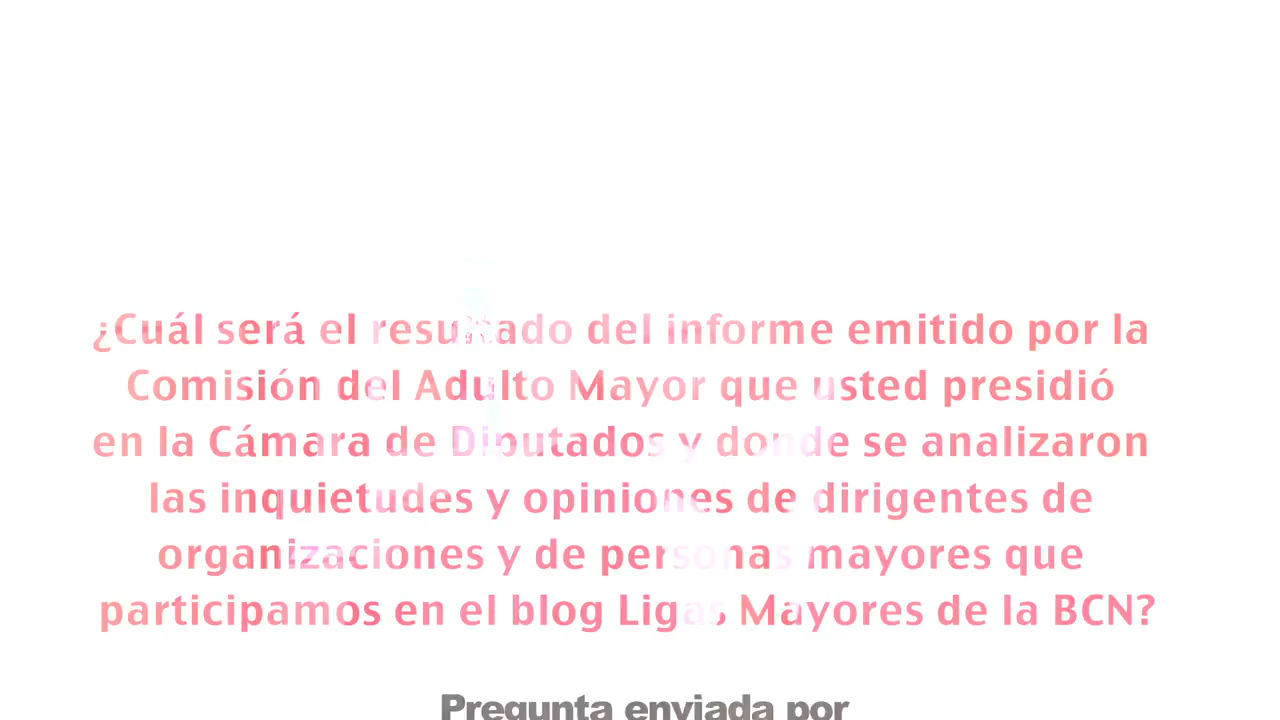 ¿Cuál será el resultado del informe emitido por la
Comisión del Adulto Mayor que usted presidió
en la Cámara de Diputados y donde se analizaron
las inquietudes y opiniones de dirigentes de
organizaciones y de personas mayores que
participamos en el blog Ligas Mayores de la BCN?
Pregunta enviada por